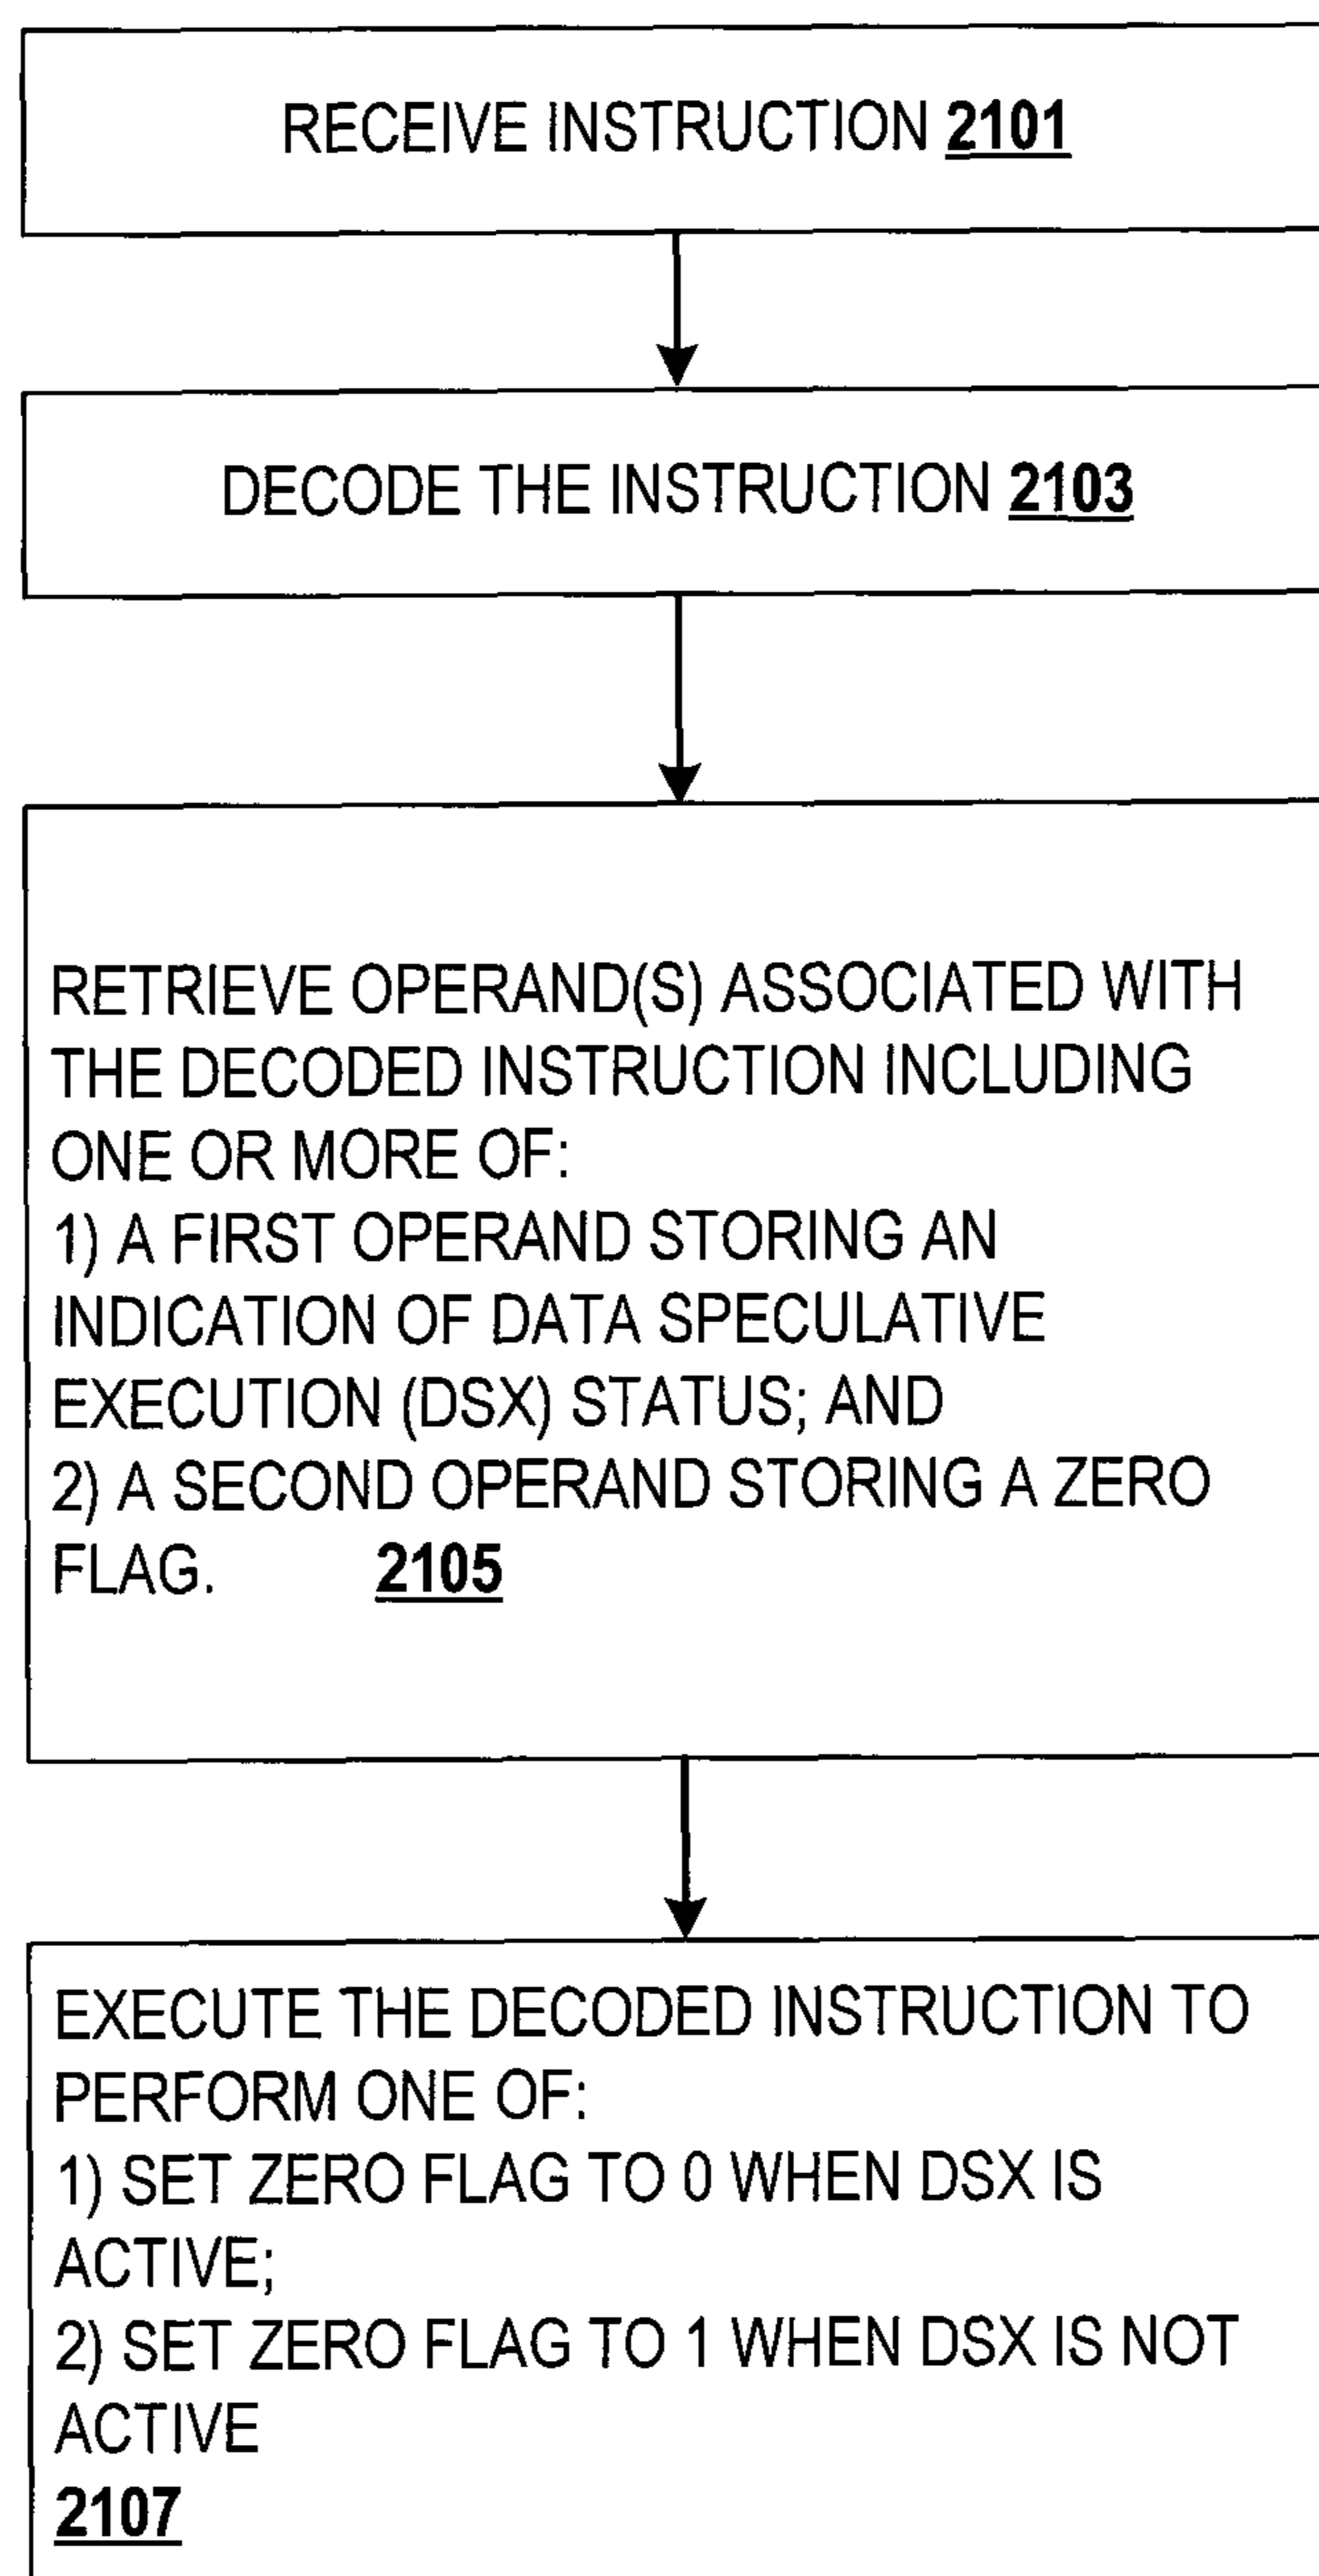 RECEIVE INSTRUCTION 2101
DECODE THE INSTRUCTION 2103
RETRIEVE OPERAND(S) ASSOCIATED WITH
THE DECODED INSTRUCTION INCLUDING
ONE OR MORE OF:
1) A FIRST OPERAND STORING AN
INDICATION OF DATA SPECULATIVE
EXECUTION (DSX) STATUS; AND
2) A SECOND OPERAND STORING A ZERO
FLAG. 2105
EXECUTE THE DECODED INSTRUCTION TO
PERFORM ONE OF:
1) SET ZERO FLAG TO 0 WHEN DSX IS
ACTIVE;
2) SET ZERO FLAG TO 1 WHEN DSX IS NOT
ACTIVE
2107